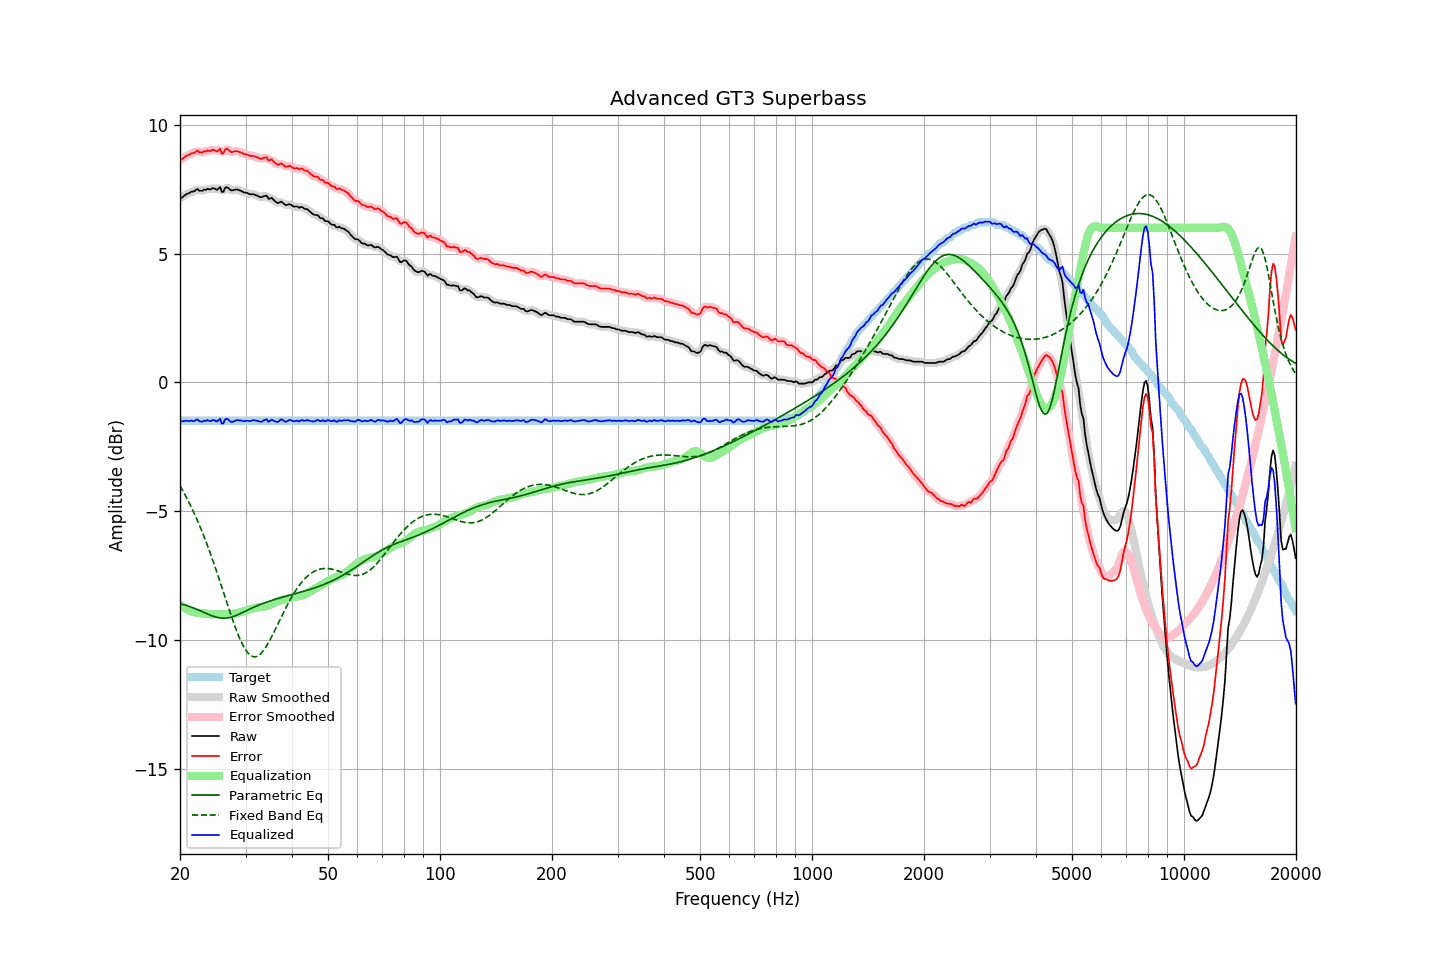 Advanced GT3 Superbass
10
5
0
−5
−10
−15
Amplitude (dBr)
Target
Raw Smoothed
Error Smoothed
Raw
Error
Equalization
Parametric Eq
Fixed Band Eq
Equalized
20 50 100 200 500 1000 2000 5000 10000 20000
Frequency (Hz)